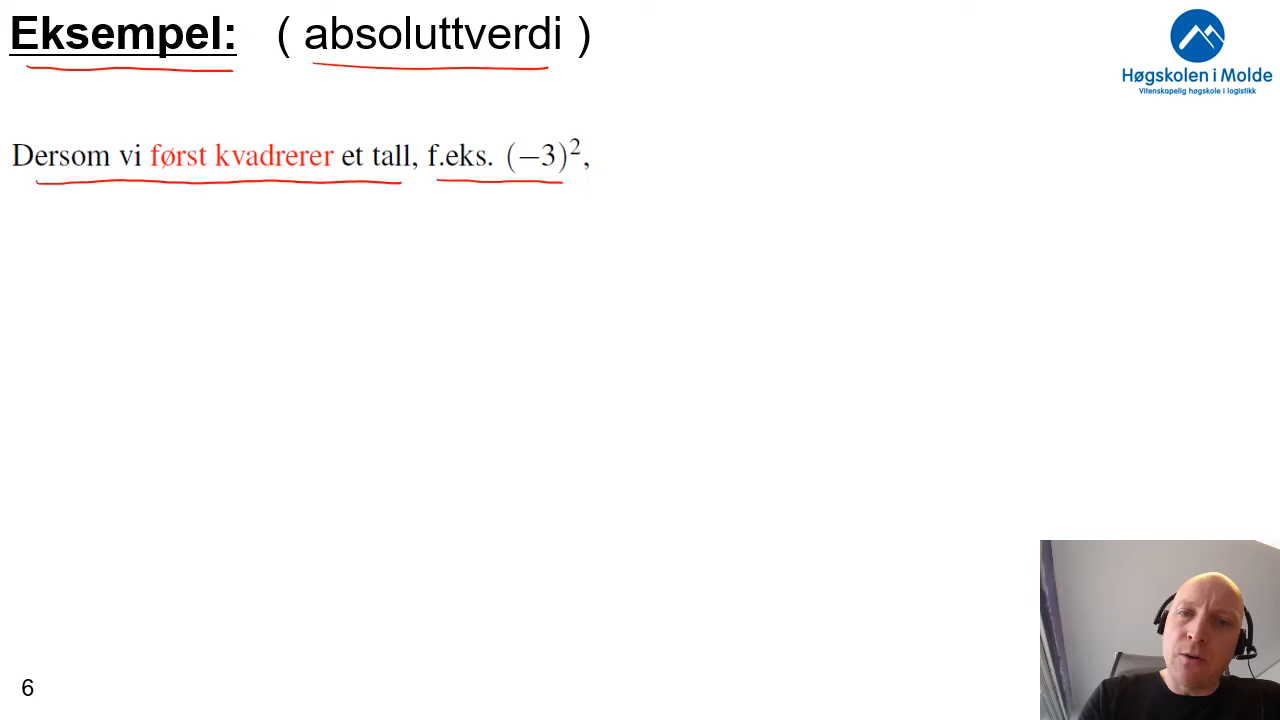 Eksempel: ( absoluttverdi )
Høgskolen i Molde
Vitenskapelig høgskole i logistikk
Dersom vi først kvadrerer et tall, f.eks. (−3)²,
6